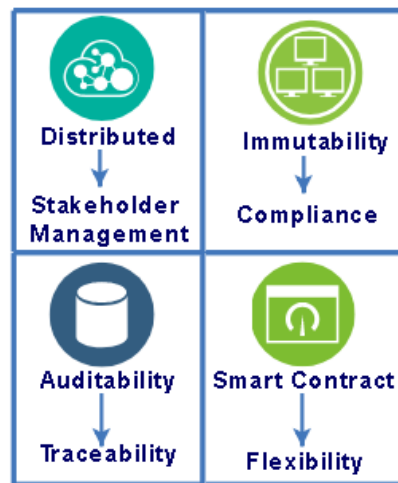 Distributed
Stakeholder
Management
Immutability
Compliance
Auditability
Traceability
Smart Contract
Flexibility